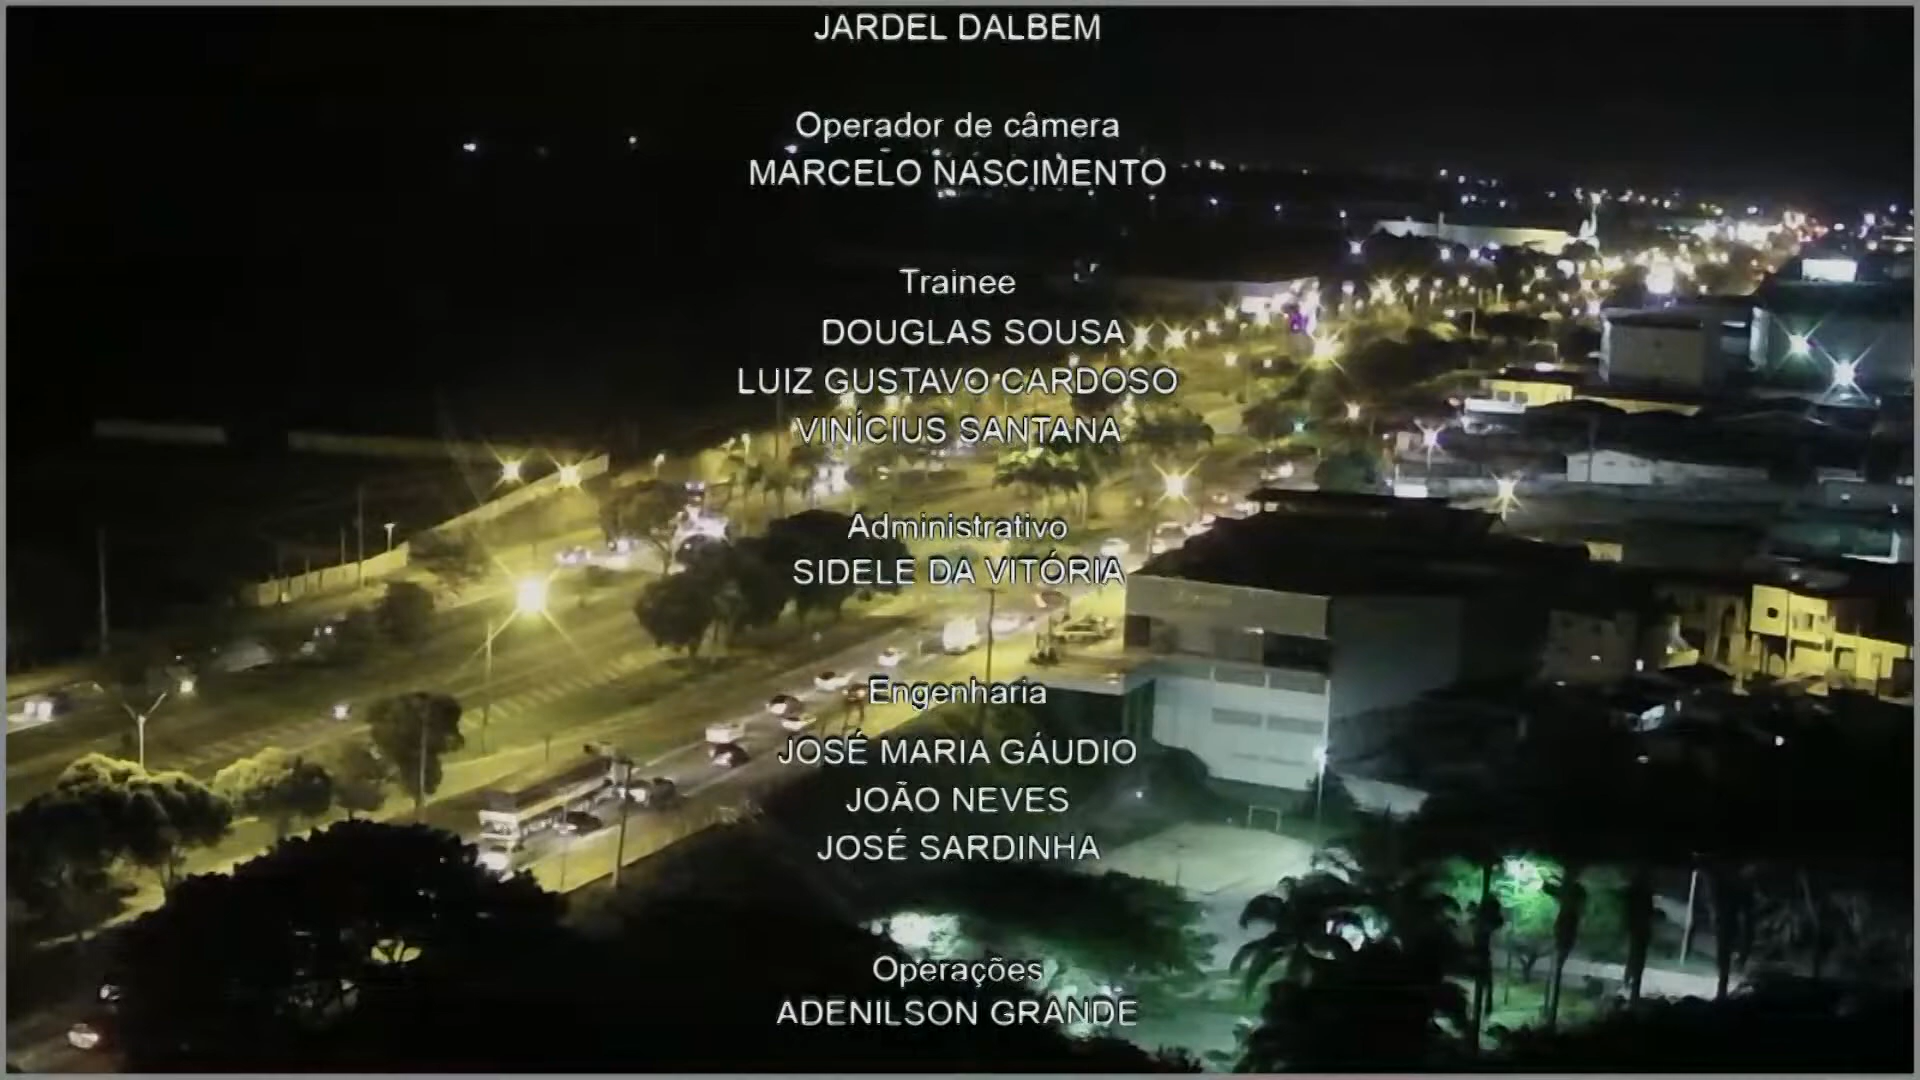 JARDEL DALBEM
Operador de câmera
MARCELO NASCIMENTO
Trainee
DOUGLAS SOUSA
LUIZ GUSTAVO CARDOSO
VINÍCIUS SANTANA
Administrativo
SIDELE DA VITÓRIA
Engenharia
JOSÉ MARIA GÁUDIO
JOÃO NEVES
JOSÉ SARDINHA
Operações
ADENILSON GRANDE